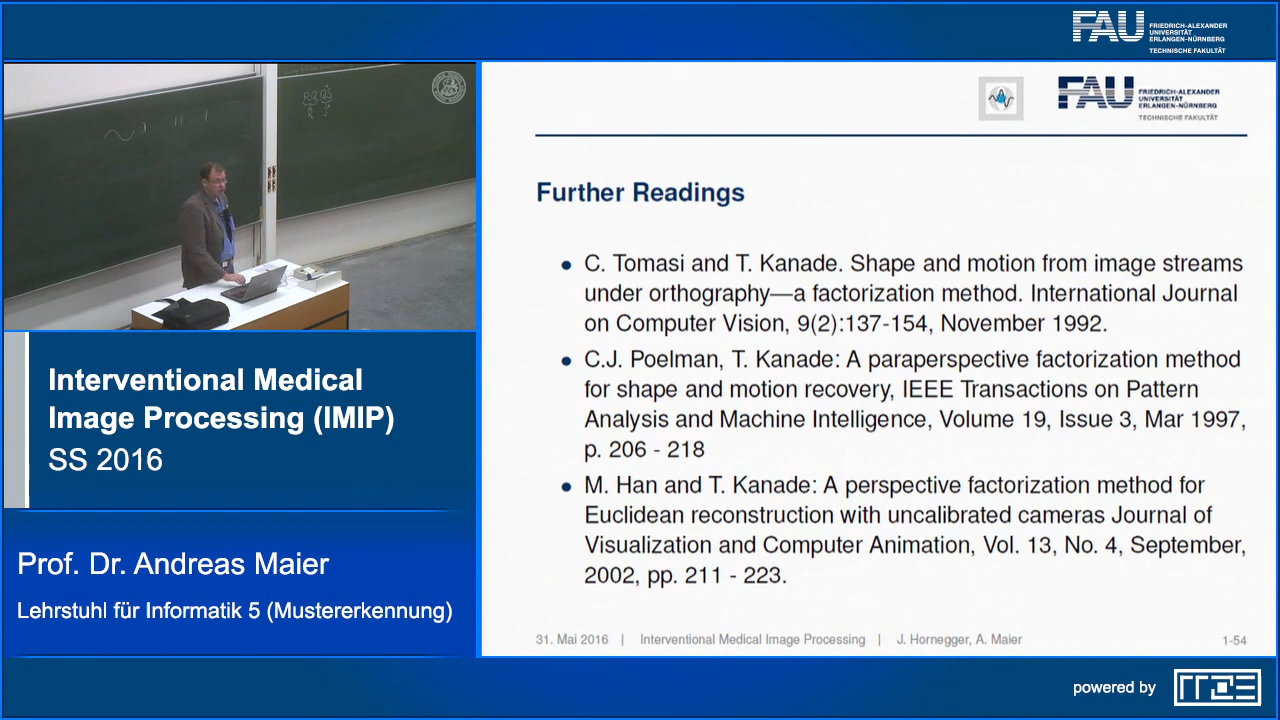 FAU
FRIEDRICH-ALEXANDER
UNIVERSITÄT
ERLANGEN-NÜRNBERG
TECHNISCHE FAKULTÄT
FAU
FRIEDRICH-ALEXANDER
UNIVERSITÄT
ERLANGEN-NÜRNBERG
TECHNISCHE FAKULTÄT
Further Readings
• C. Tomasi and T. Kanade. Shape and motion from image streams
under orthography—a factorization method. International Journal
on Computer Vision, 9(2):137-154, November 1992.
• C.J. Poelman, T. Kanade: A paraperspective factorization method
for shape and motion recovery, IEEE Transactions on Pattern
Analysis and Machine Intelligence, Volume 19, Issue 3, Mar 1997,
p. 206 - 218
• M. Han and T. Kanade: A perspective factorization method for
Euclidean reconstruction with uncalibrated cameras Journal of
Visualization and Computer Animation, Vol. 13, No. 4, September,
2002, pp. 211 - 223.
31. Mai 2016 | Interventional Medical Image Processing | J. Hornegger, A. Maier 1-54
Interventional Medical
Image Processing (IMIP)
SS 2016
Prof. Dr. Andreas Maier
Lehrstuhl für Informatik 5 (Mustererkennung)
powered by